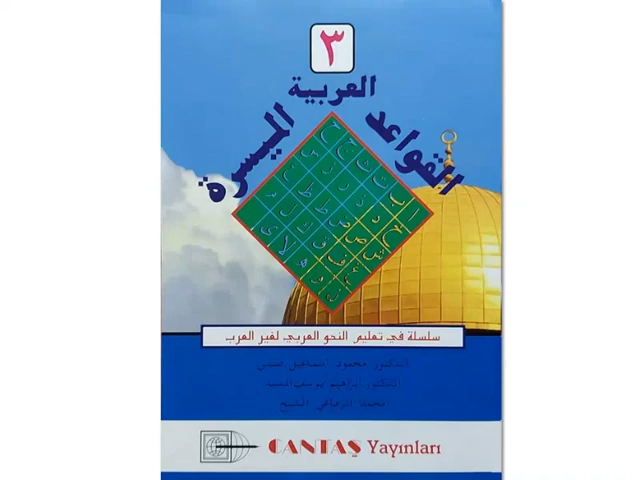 ٣
القواعد العربية الميسرة
سلسلة في تعليم النحو العربي لغير العرب
الدكتور محمود اسماعيل صيني
الدكتور ابراهيم يوسف السيد
محمد الرفاعي الشيخ
CANTAŞ Yayınları